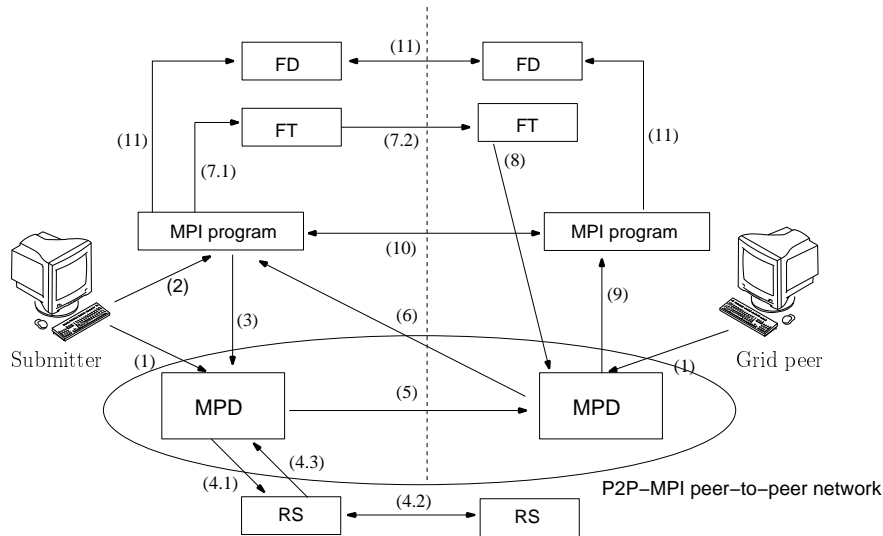 (11)
FD
FD
FT
(7.2)
FT
(11)
(7.1)
(8)
(11)
MPI program
(10)
MPI program
(2)
(3)
(6)
(9)
Submitter
(1)
Grid peer
(1)
MPD
(5)
MPD
(4.1)
(4.3)
P2P−MPI peer−to−peer network
RS
(4.2)
RS